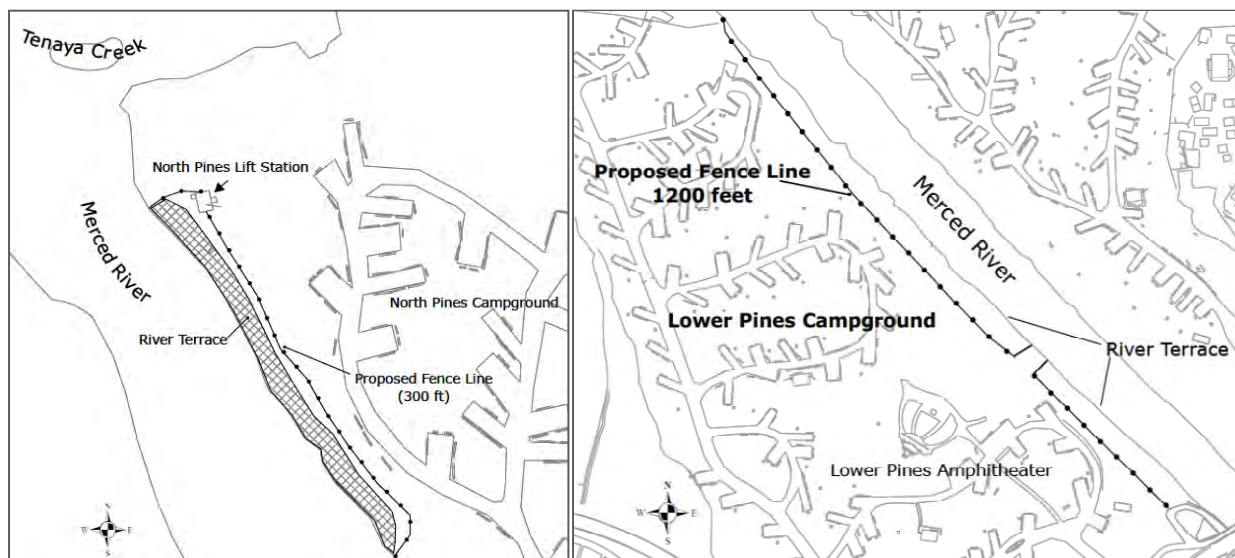 Tenaya Creek
North Pines Lift Station
Merced River
North Pines Campground
River Terrace
Proposed Fence Line
(300 ft)
N
W E
S
Proposed Fence Line
1200 feet
Merced River
Lower Pines Campground
River Terrace
Lower Pines Amphitheater
N
W E
S